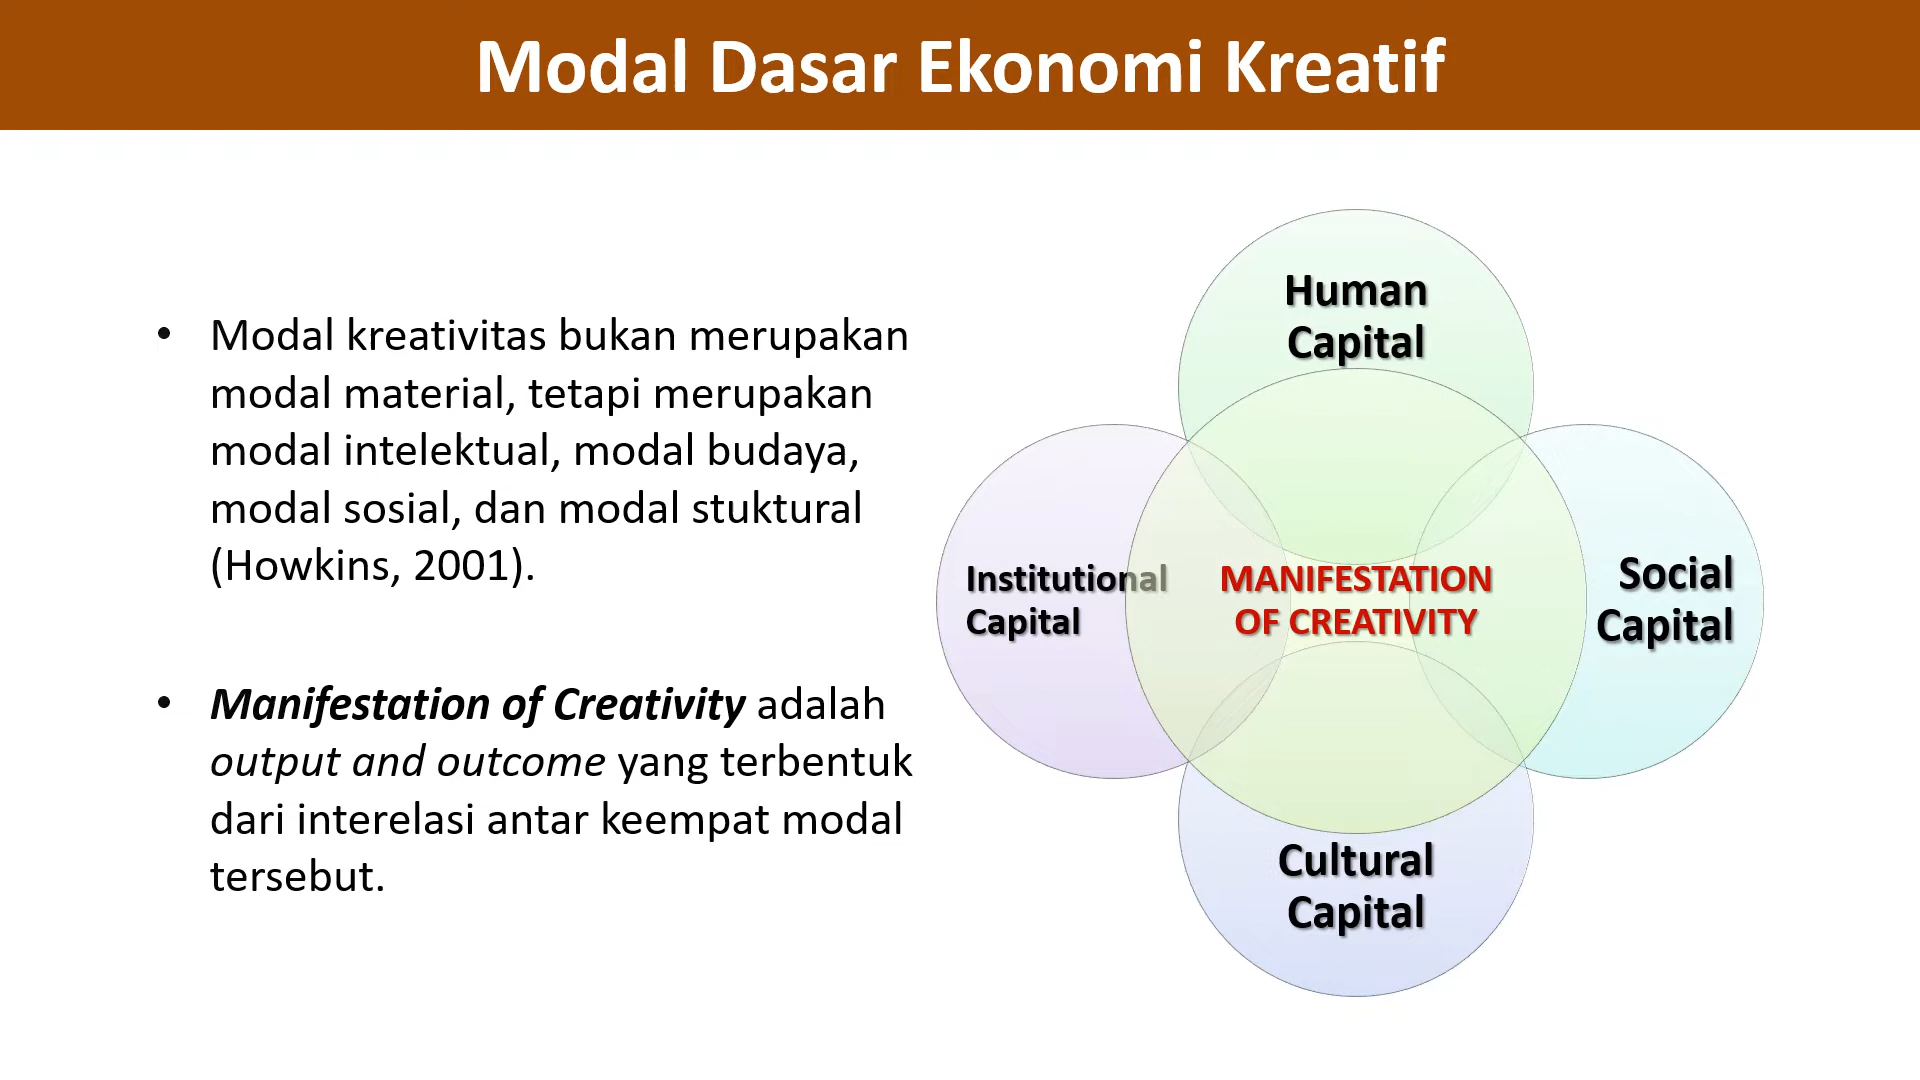 Modal Dasar Ekonomi Kreatif
• Modal kreativitas bukan merupakan
modal material, tetapi merupakan
modal intelektual, modal budaya,
modal sosial, dan modal stuktural
(Howkins, 2001).
• Manifestation of Creativity adalah
output and outcome yang terbentuk
dari interelasi antar keempat modal
tersebut.
Human
Capital
Institutional
Capital
MANIFESTATION
OF CREATIVITY
Social
Capital
Cultural
Capital